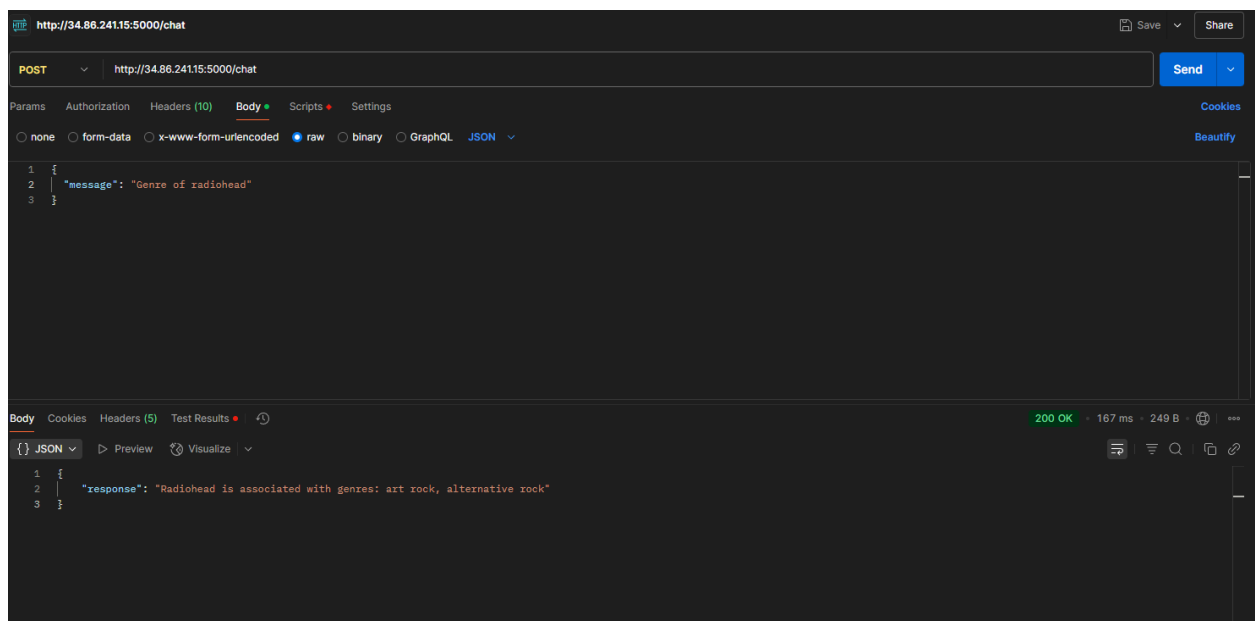 HTTP http://34.86.241.15:5000/chat Save Share
POST http://34.86.241.15:5000/chat Send
Params Authorization Headers (10) Body Scripts Settings Cookies
none form-data x-www-form-urlencoded raw binary GraphQL JSON Beautify
1 {
2 "message": "Genre of radiohead"
3 }
Body Cookies Headers (5) Test Results 200 OK 167 ms 249 B
{} JSON Preview Visualize
1 {
2 "response": "Radiohead is associated with genres: art rock, alternative rock"
3 }